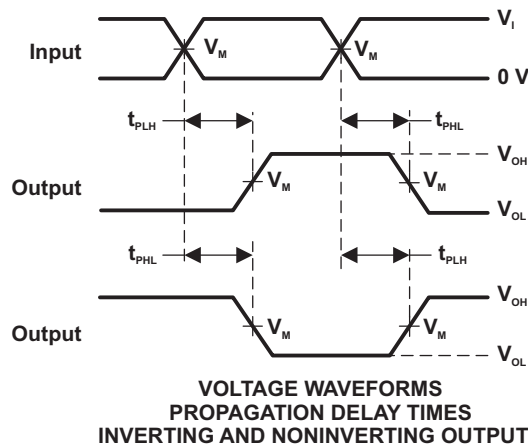 Input
V_M
V_M
V_I
0 V
t_PLH
t_PHL
Output
V_M
V_M
V_OH
V_OL
t_PHL
t_PLH
Output
V_M
V_M
V_OH
V_OL
VOLTAGE WAVEFORMS
PROPAGATION DELAY TIMES
INVERTING AND NONINVERTING OUTPUT